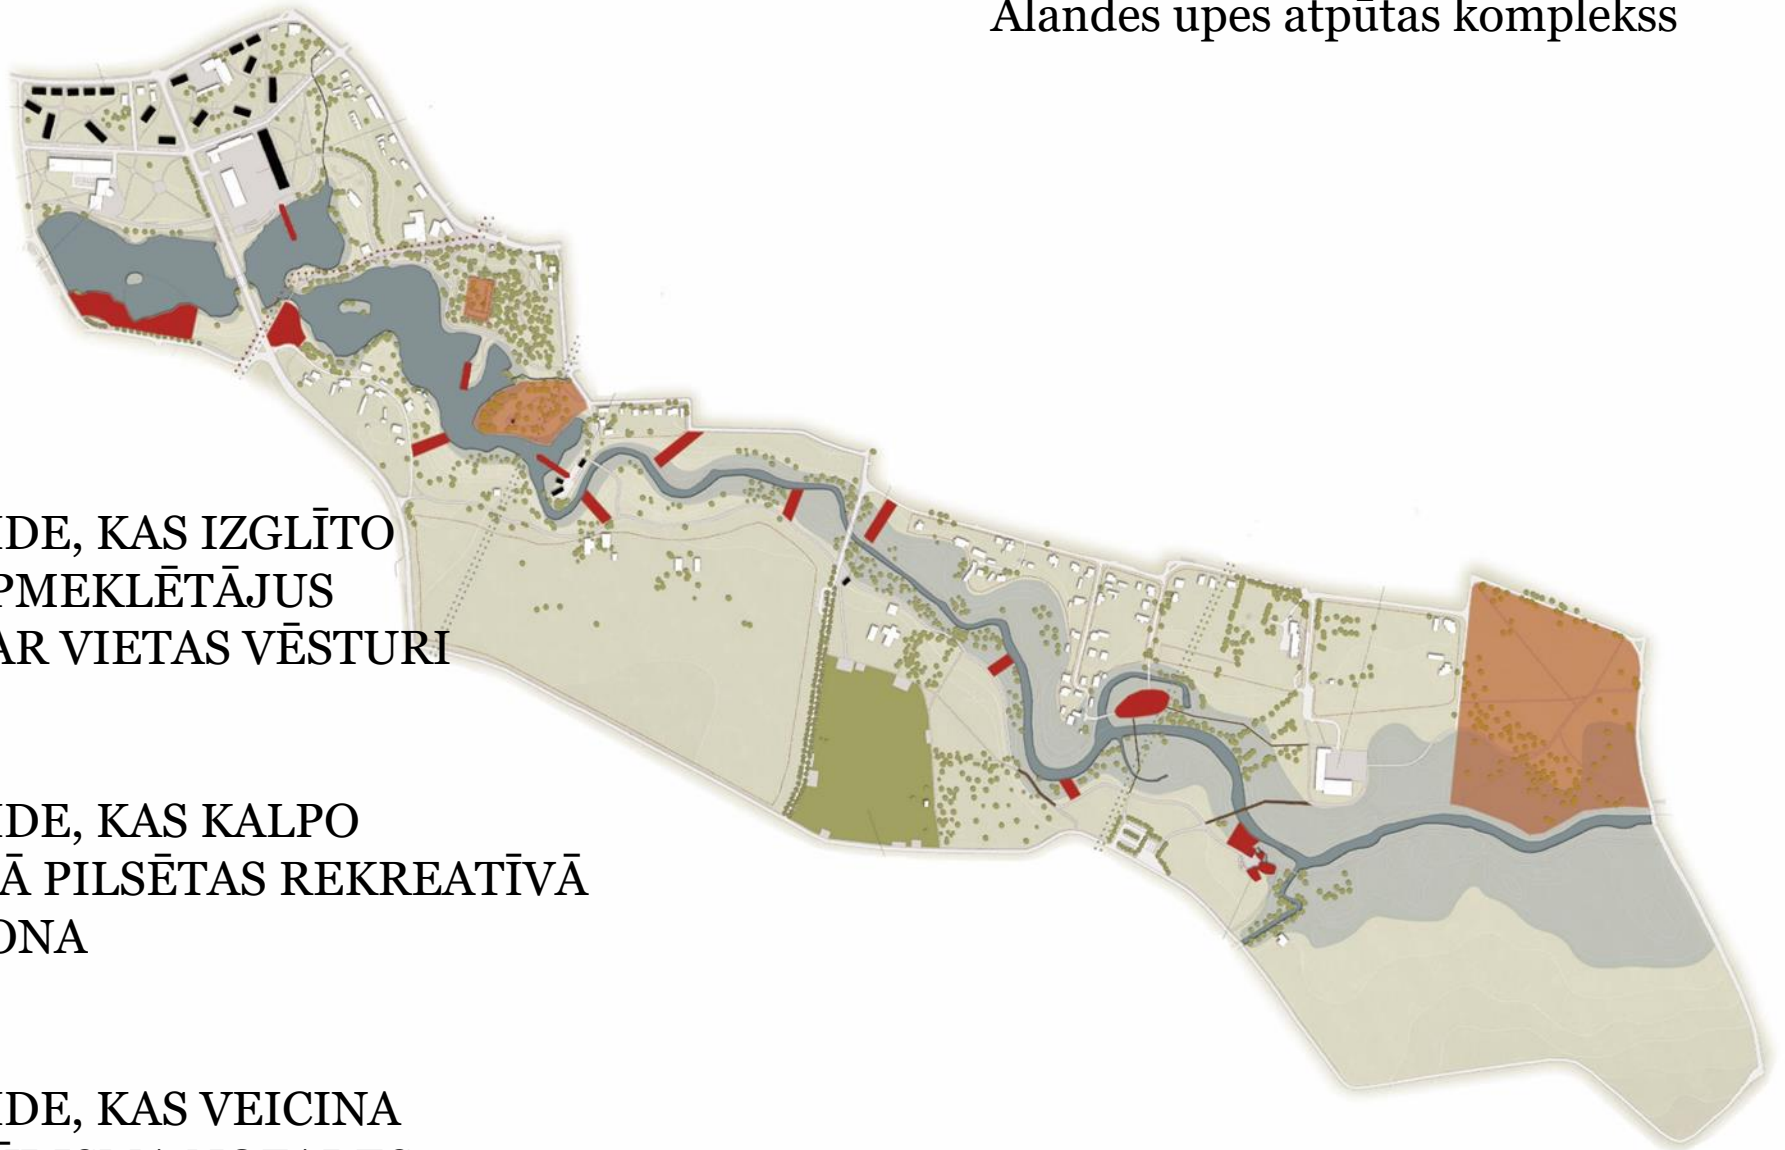 Alandes upes atpūtas komplekss
IDE, KAS IZGLĪTO
PMEKLĒTĀJUS
AR VIETAS VĒSTURI
IDE, KAS KALPO
Ā PILSĒTAS REKREATĪVĀ
ONA
IDE, KAS VEICINA